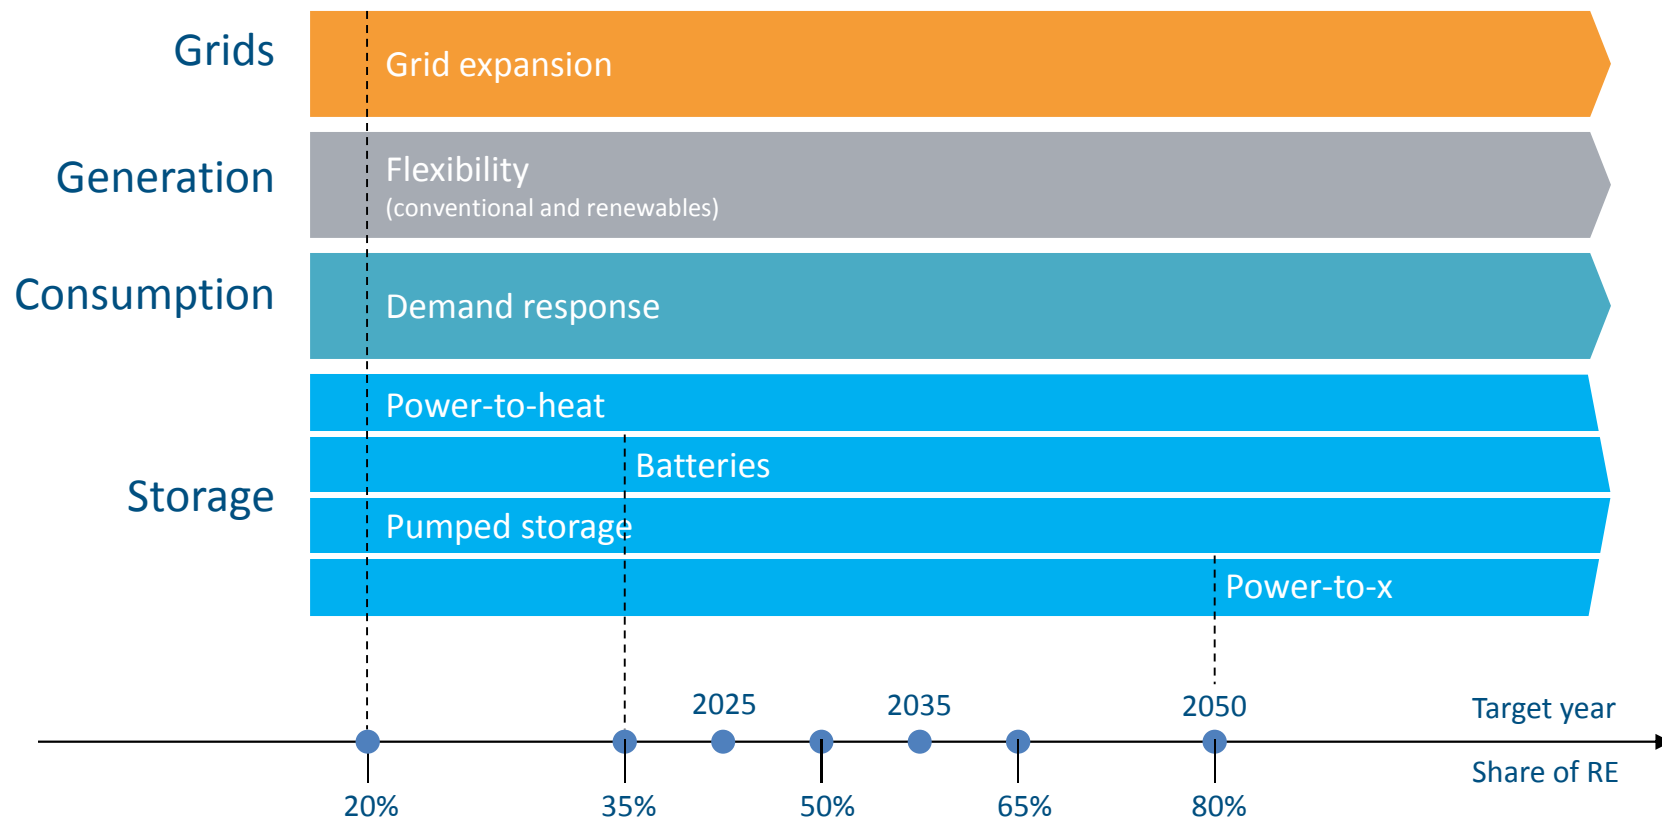 Grids
Grid expansion
Generation
Flexibility
(conventional and renewables)
Consumption
Demand response
Storage
Power-to-heat
Batteries
Pumped storage
Power-to-x
2025
2035
2050
Target year
Share of RE
20%
35%
50%
65%
80%